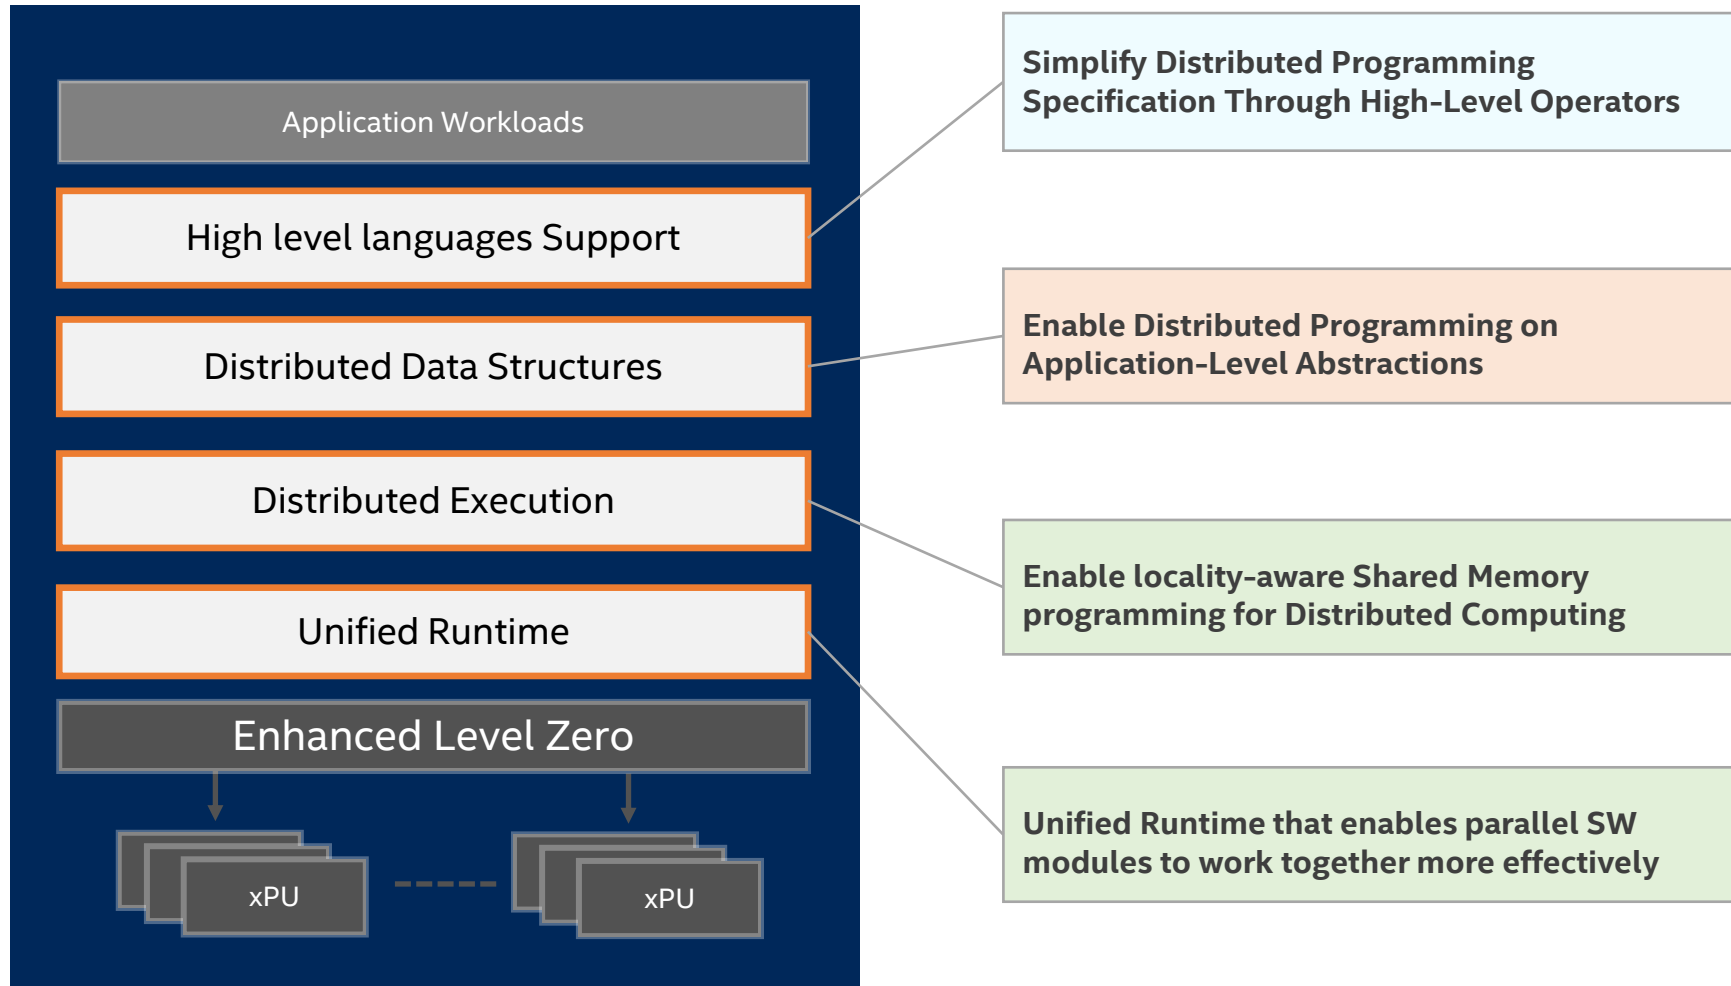 Application Workloads
High level languages Support
Distributed Data Structures
Distributed Execution
Unified Runtime
Enhanced Level Zero
xPU
xPU
Simplify Distributed Programming
Specification Through High-Level Operators
Enable Distributed Programming on
Application-Level Abstractions
Enable locality-aware Shared Memory
programming for Distributed Computing
Unified Runtime that enables parallel SW
modules to work together more effectively